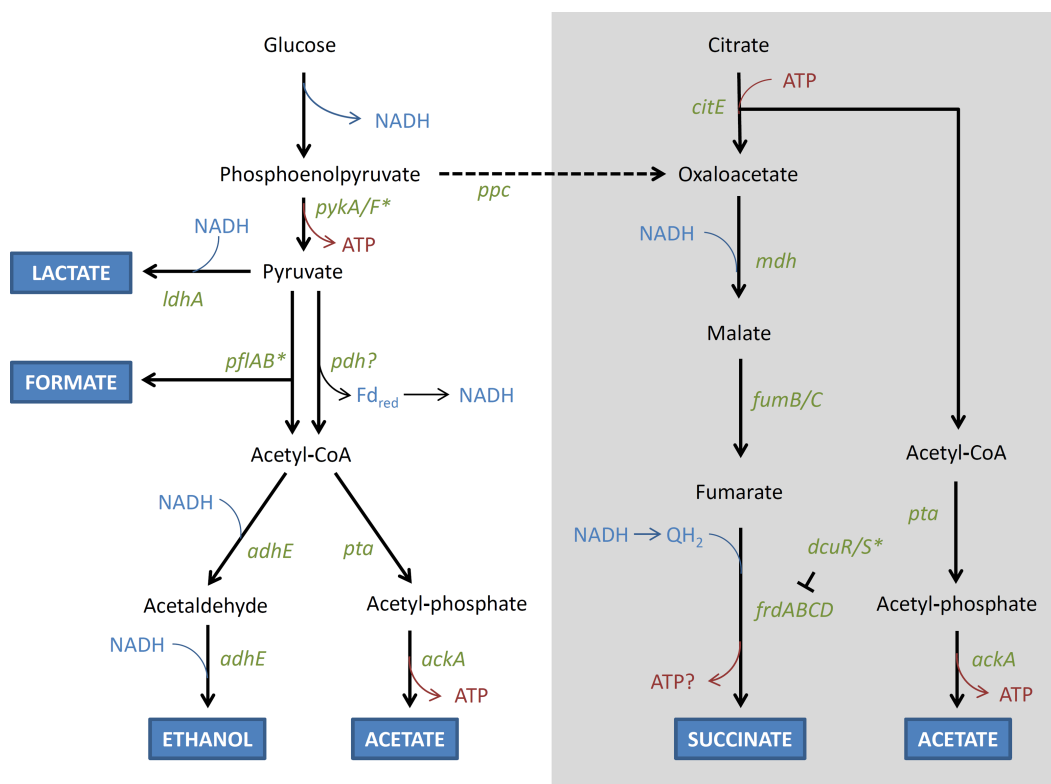 Glucose
NADH
Phosphoenolpyruvate
pykA/F*
ATP
NADH
LACTATE
Pyruvate
ldhA
pflAB*
pdh?
FORMATE
Fdred
NADH
Acetyl-CoA
NADH
adhE
pta
Acetaldehyde
Acetyl-phosphate
NADH
adhE
ackA
ATP
ETHANOL
ACETATE
ppc
Citrate
ATP
citE
Oxaloacetate
NADH
mdh
Malate
fumB/C
Acetyl-CoA
Fumarate
pta
NADH
QH2
dcuR/S*
frdABCD
Acetyl-phosphate
ackA
ATP?
ATP
SUCCINATE
ACETATE